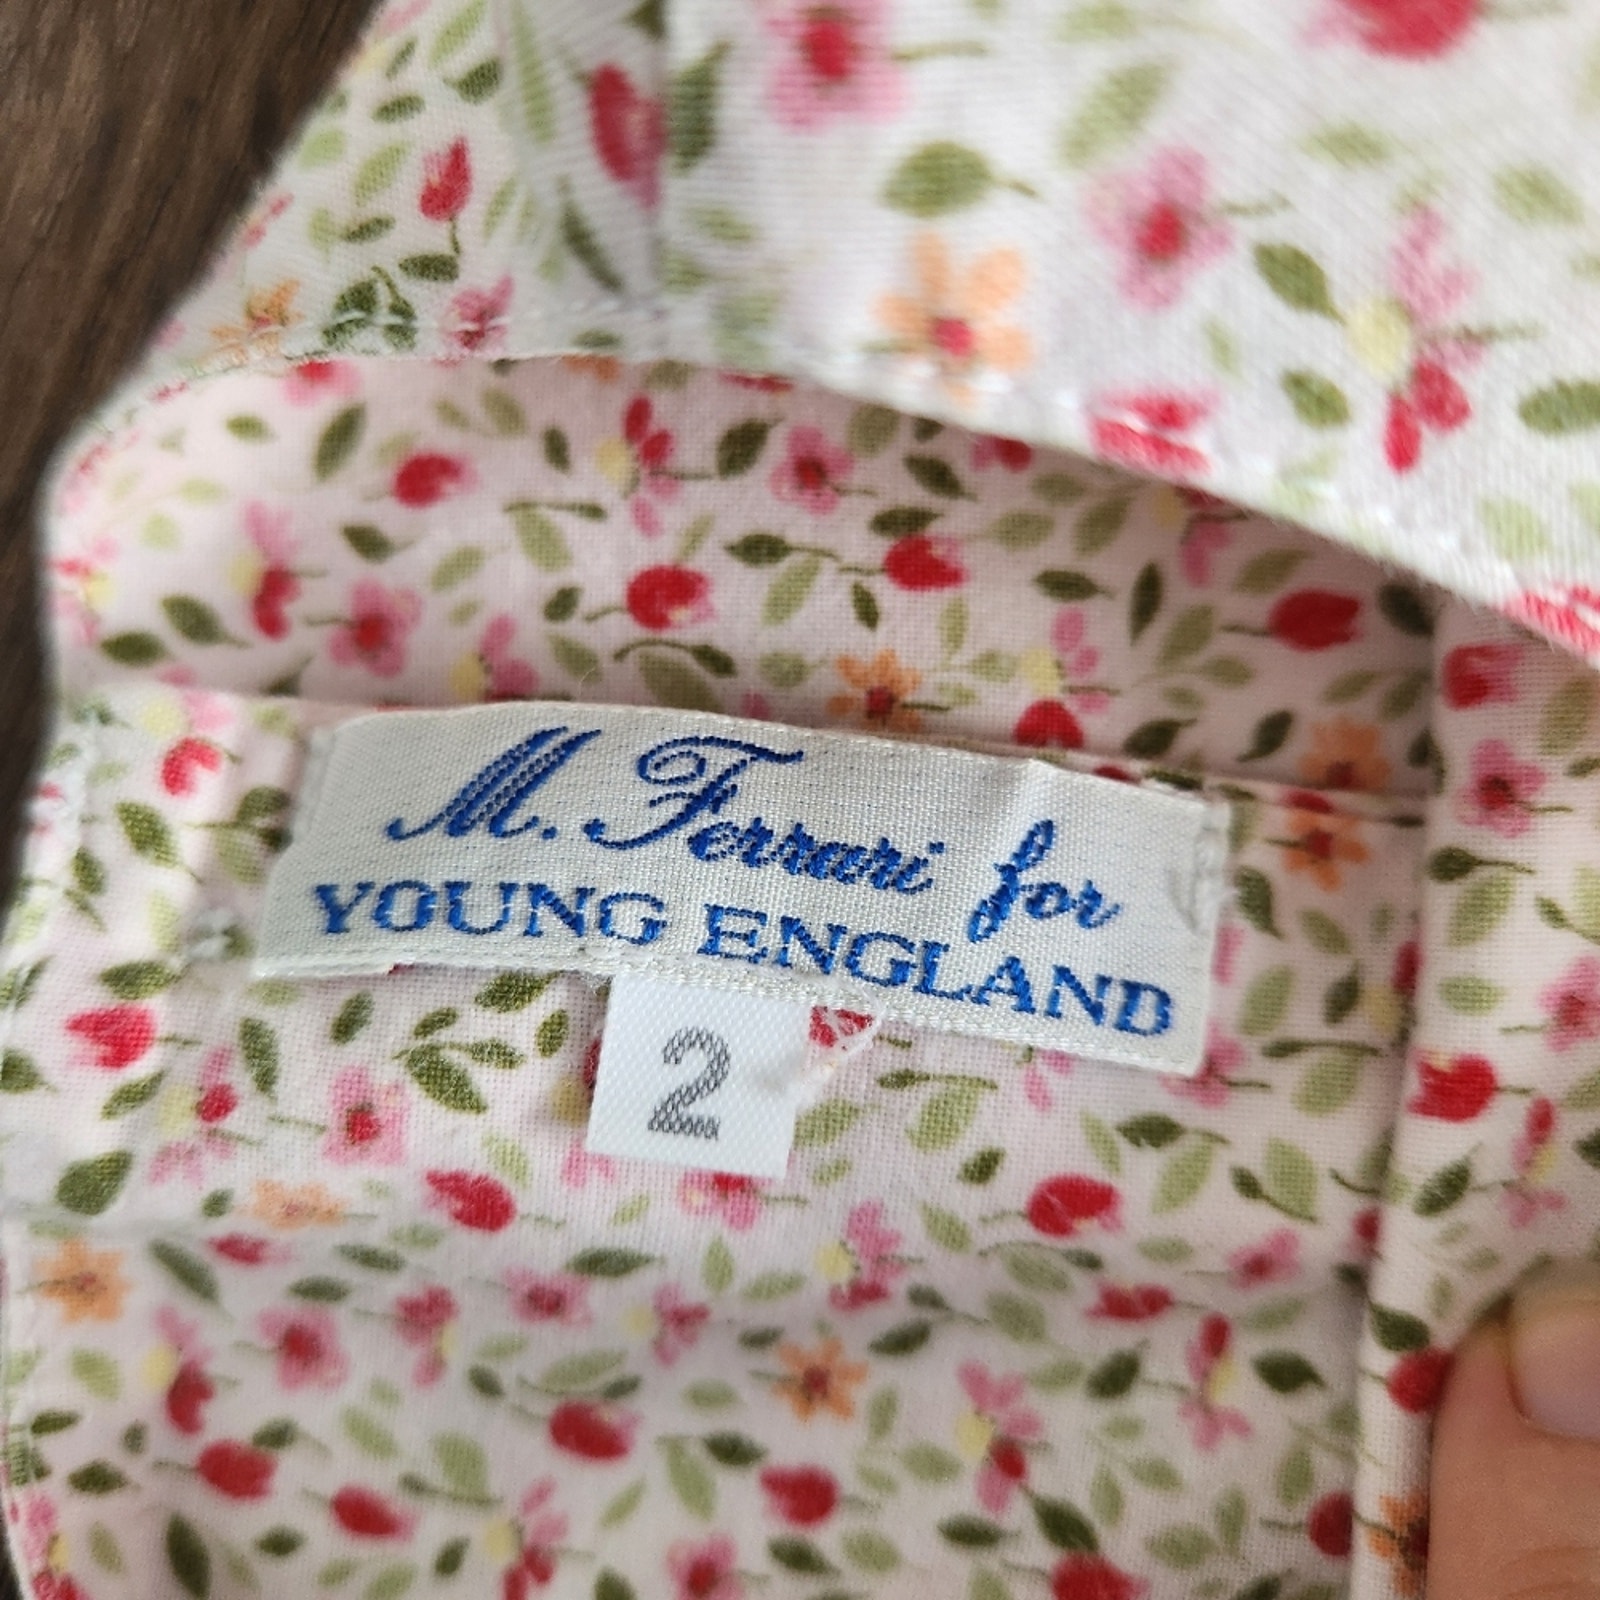 M. Ferrari for
YOUNG ENGLAND
2